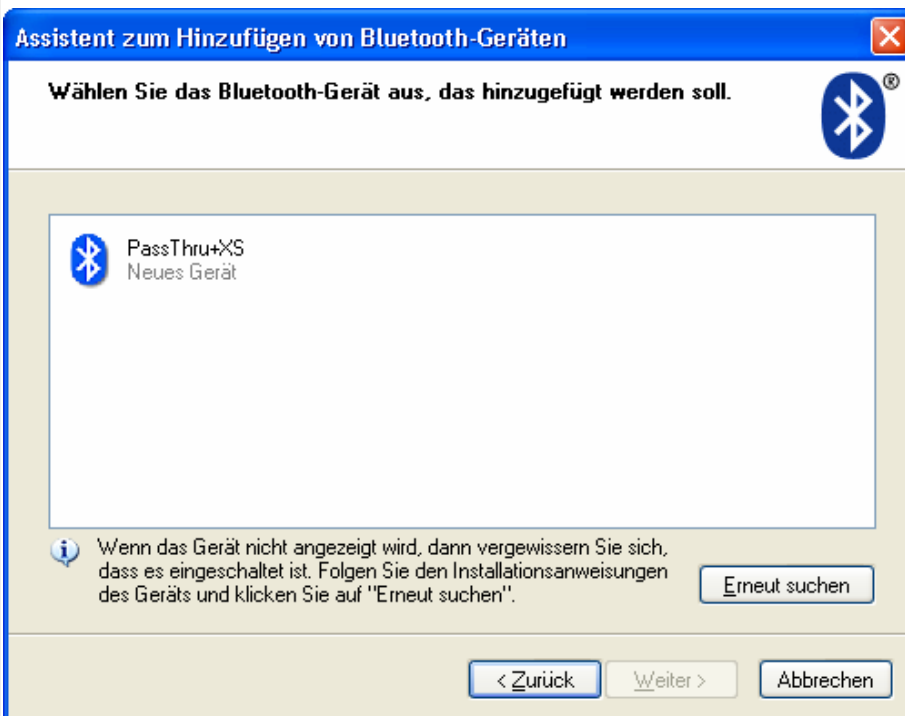 Assistent zum Hinzufügen von Bluetooth-Geräten
Wählen Sie das Bluetooth-Gerät aus, das hinzugefügt werden soll.
®
PassThru+XS
Neues Gerät
Wenn das Gerät nicht angezeigt wird, dann vergewissern Sie sich,
dass es eingeschaltet ist. Folgen Sie den Installationsanweisungen
des Geräts und klicken Sie auf "Erneut suchen".
Erneut suchen
< Zurück
Weiter >
Abbrechen